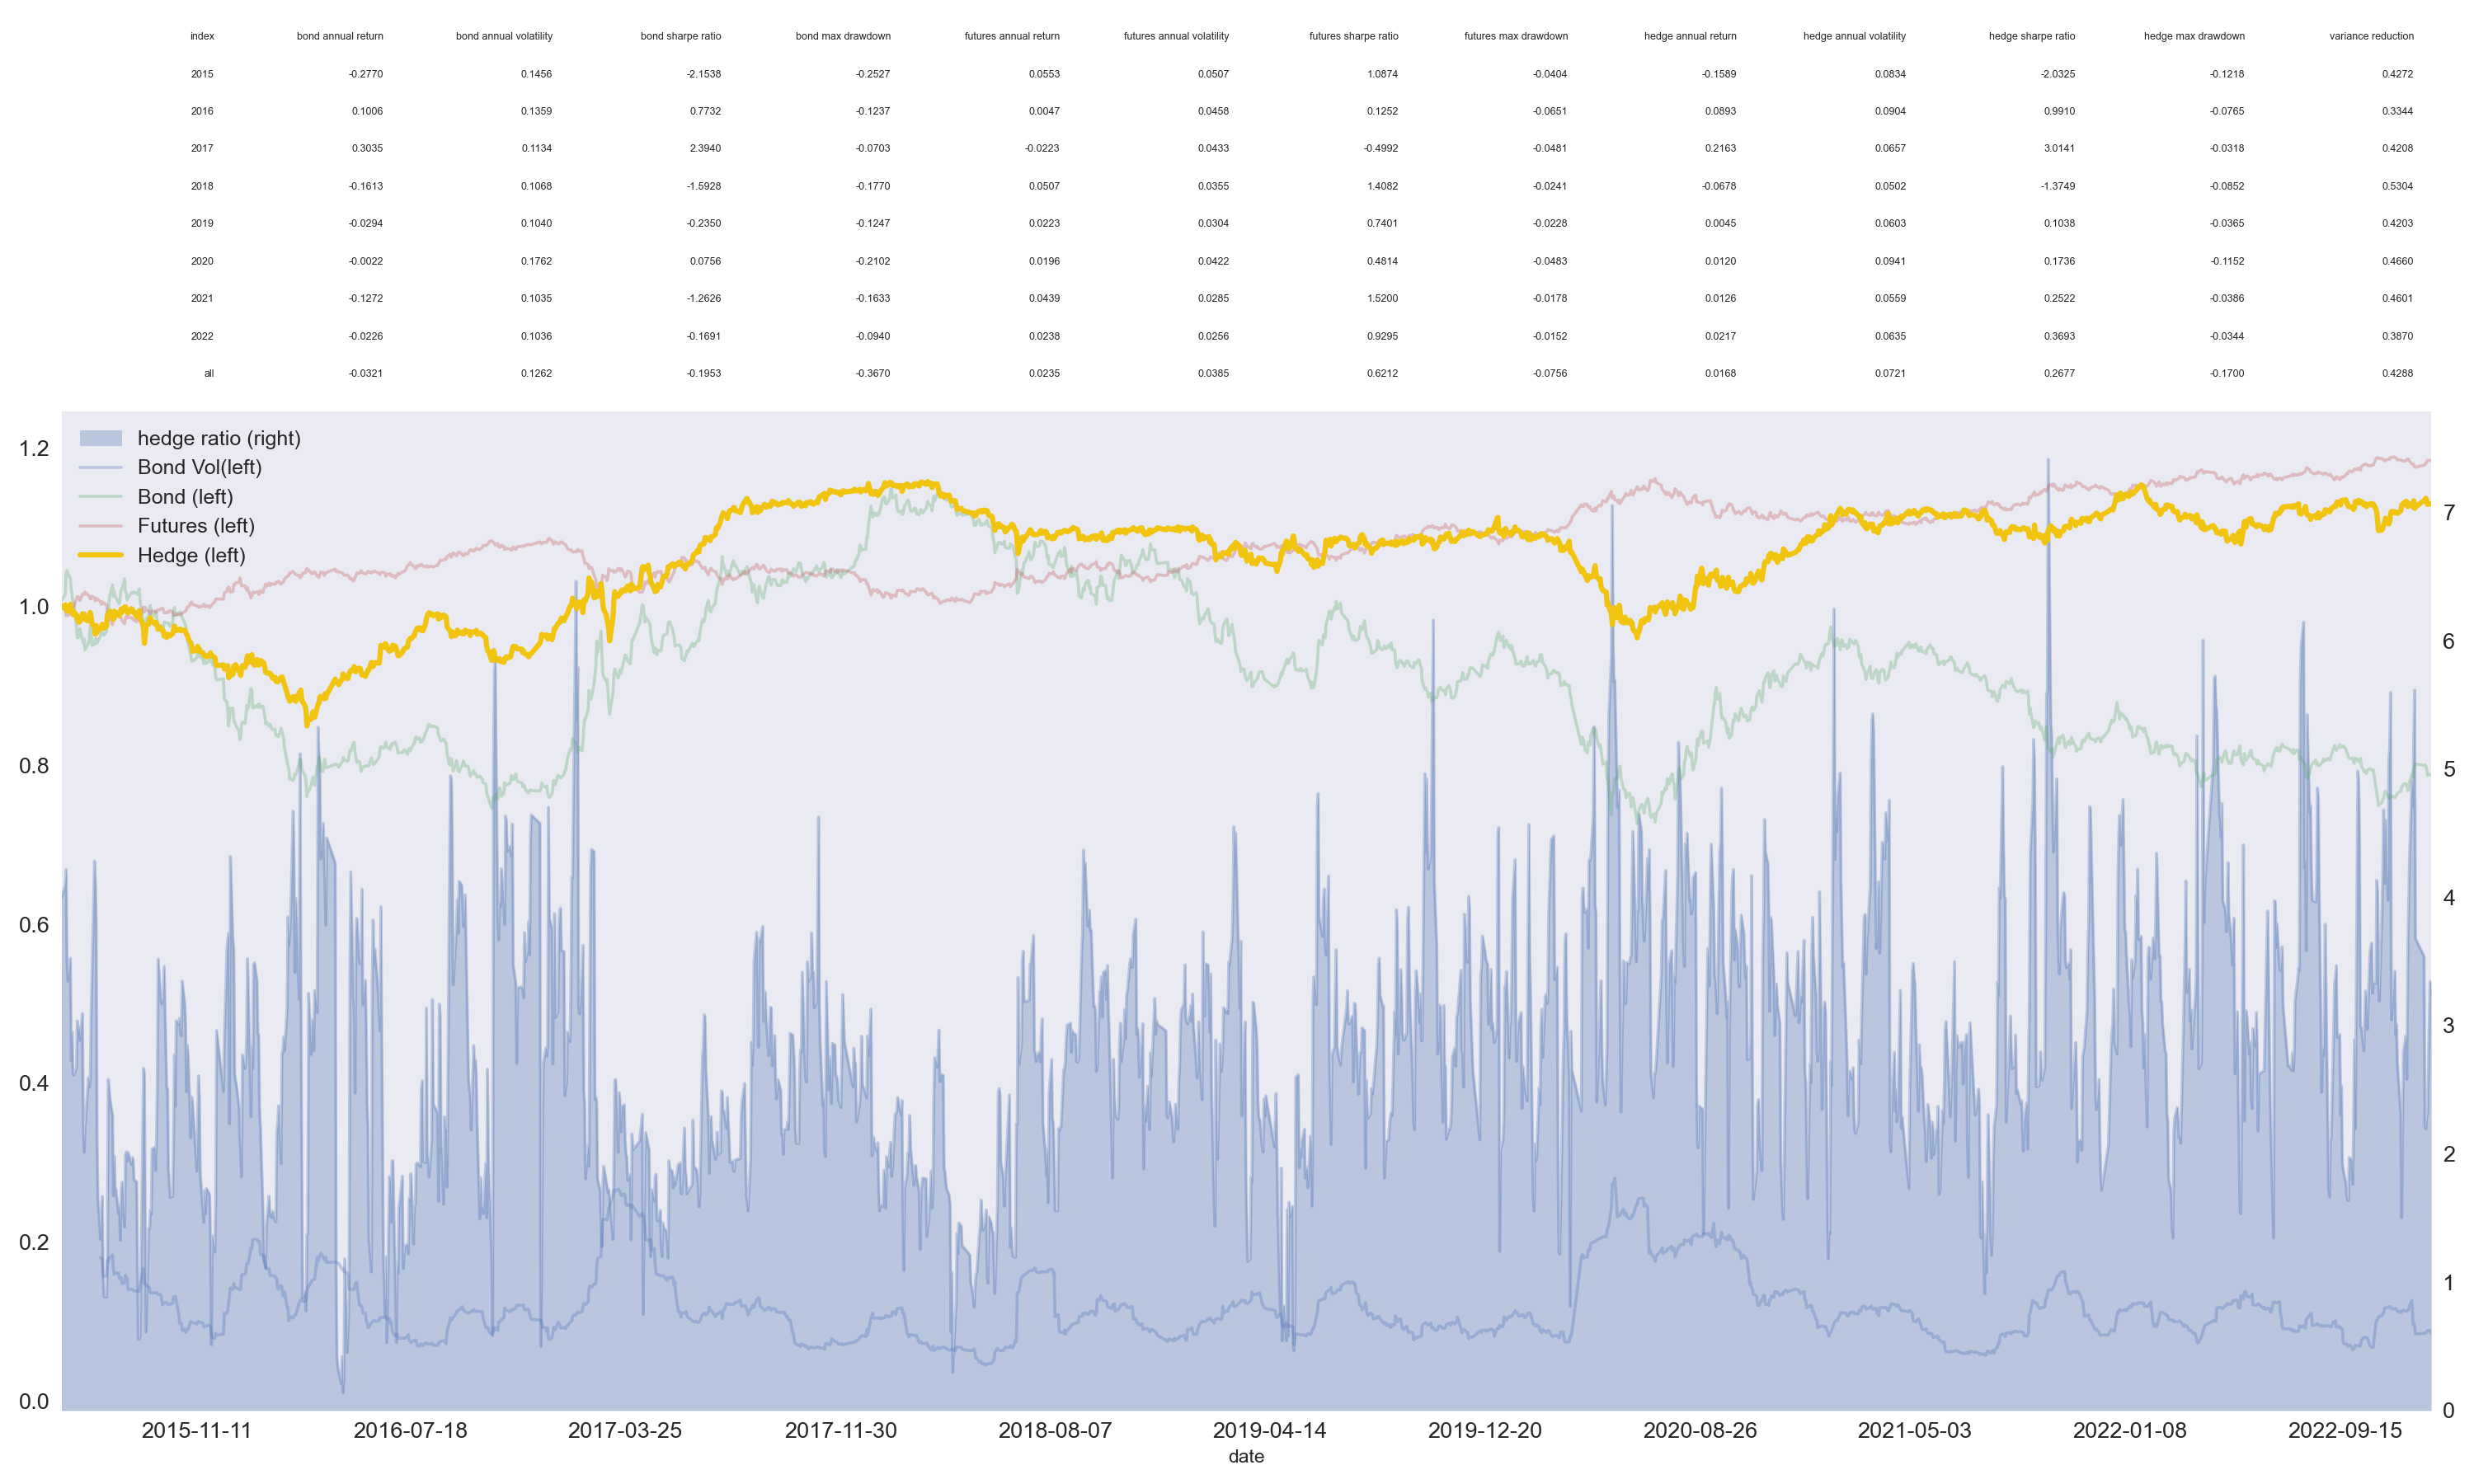 index bond annual return bond annual volatility bond sharpe ratio bond max drawdown futures annual return futures annual volatility futures sharpe ratio futures max drawdown hedge annual return hedge annual volatility hedge sharpe ratio hedge max drawdown variance reduction
2015 -0.2770 0.1456 -2.1538 -0.2527 0.0553 0.0507 1.0874 -0.0404 -0.1589 0.0834 -2.0325 -0.1218 0.4272
2016 0.1006 0.1359 0.7732 -0.1237 0.0047 0.0458 0.1252 -0.0651 0.0893 0.0904 0.9910 -0.0765 0.3344
2017 0.3035 0.1134 2.3940 -0.0703 -0.0223 0.0433 -0.4992 -0.0481 0.2163 0.0657 3.0141 -0.0318 0.4208
2018 -0.1613 0.1068 -1.5928 -0.1770 0.0507 0.0355 1.4082 -0.0241 -0.0678 0.0502 -1.3749 -0.0852 0.5304
2019 -0.0294 0.1040 -0.2350 -0.1247 0.0223 0.0304 0.7401 -0.0228 0.0045 0.0603 0.1038 -0.0365 0.4203
2020 -0.0022 0.1762 0.0756 -0.2102 0.0196 0.0422 0.4814 -0.0483 0.0120 0.0941 0.1736 -0.1152 0.4660
2021 -0.1272 0.1035 -1.2626 -0.1633 0.0439 0.0285 1.5200 -0.0178 0.0126 0.0559 0.2522 -0.0386 0.4601
2022 -0.0226 0.1036 -0.1691 -0.0940 0.0238 0.0256 0.9295 -0.0152 0.0217 0.0635 0.3693 -0.0344 0.3870
all -0.0321 0.1262 -0.1953 -0.3670 0.0235 0.0385 0.6212 -0.0756 0.0168 0.0721 0.2677 -0.1700 0.4288
hedge ratio (right)
Bond Vol(left)
Bond (left)
Futures (left)
Hedge (left)
1.2
1.0
0.8
0.6
0.4
0.2
0.0
7
6
5
4
3
2
1
0
2015-11-11 2016-07-18 2017-03-25 2017-11-30 2018-08-07 2019-04-14 2019-12-20 2020-08-26 2021-05-03 2022-01-08 2022-09-15
date